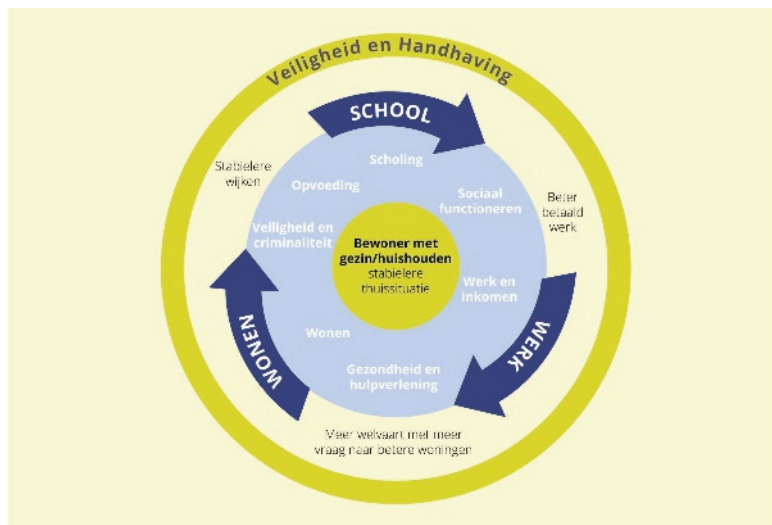 Veiligheid en Handhaving
SCHOOL
Scholing
Stabielere
wijken
Opvoeding
Sociaal
functioneren
Beter
betaald
werk
Veiligheid en
criminaliteit
Bewoner met
gezin/huishouden
stabielere
thuissituatie
Werk en
inkomen
WONEN
Wonen
WERK
Gezondheid en
hulpverlening
Meer welvaart met meer
vraag naar betere woningen